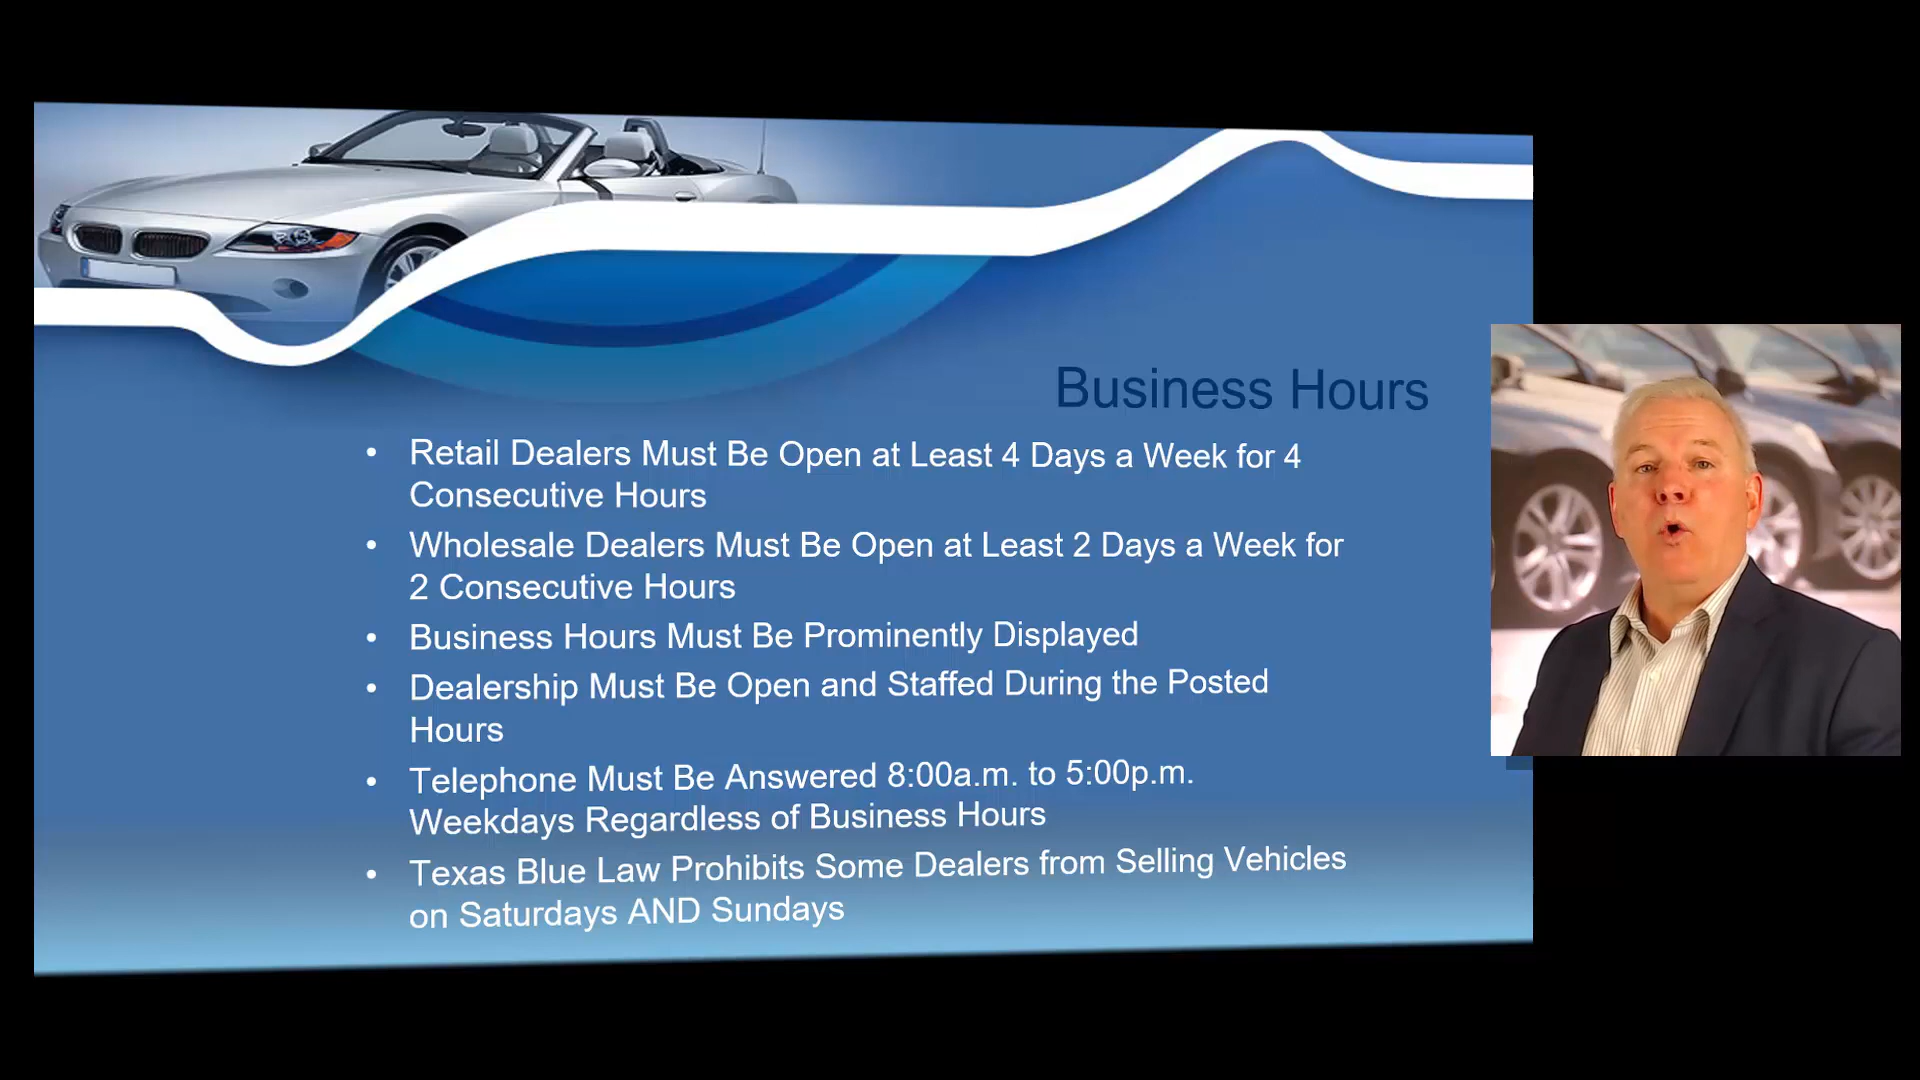 Business Hours
• Retail Dealers Must Be Open at Least 4 Days a Week for 4
Consecutive Hours
• Wholesale Dealers Must Be Open at Least 2 Days a Week for
2 Consecutive Hours
• Business Hours Must Be Prominently Displayed
• Dealership Must Be Open and Staffed During the Posted
Hours
• Telephone Must Be Answered 8:00a.m. to 5:00p.m.
Weekdays Regardless of Business Hours
• Texas Blue Law Prohibits Some Dealers from Selling Vehicles
on Saturdays AND Sundays